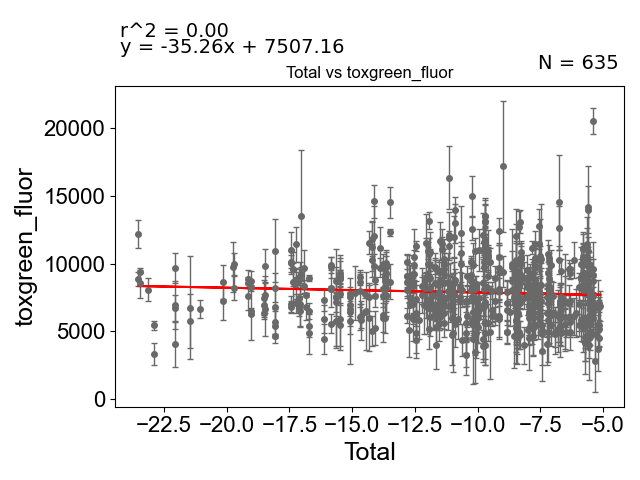 r^2 = 0.00
y = -35.26x + 7507.16
N = 635
Total vs toxgreen_fluor
20000
15000
10000
5000
0
toxgreen_fluor
−22.5 −20.0 −17.5 −15.0 −12.5 −10.0 −7.5 −5.0
Total